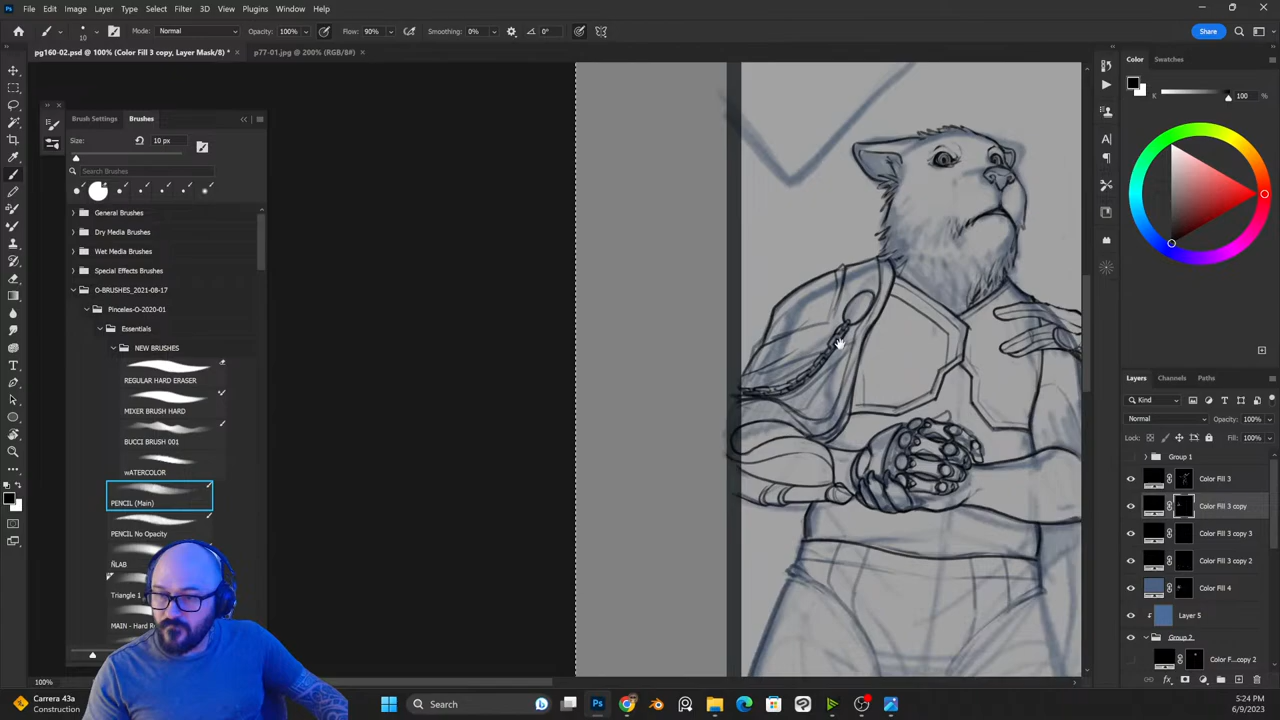 File Edit Image Layer Type Select Filter 3D View Plugins Window Help
Mode: Normal Opacity: 100% Flow: 90% Smoothing: 0% 0° Share
10
pg160-02.psd @ 100% (Color Fill 3 copy, Layer Mask/8) * × p77-01.jpg @ 200% (RGB/8#) ×
Color Swatches
K 100 %
Brush Settings Brushes
Size: 10 px
Search Brushes
General Brushes
Dry Media Brushes
Wet Media Brushes
Special Effects Brushes
O-BRUSHES_2021-08-17
Pinceles-O-2020-01
Essentials
NEW BRUSHES
REGULAR HARD ERASER
MIXER BRUSH HARD
BUCCI BRUSH 001
wATERCOLOR
PENCIL (Main)
PENCIL No Opacity
ÑLAB
Triangle 1
MAIN - Hard R
Layers Channels Paths
Kind
Normal Opacity: 100%
Lock: Fill: 100%
Group 1
Color Fill 3
Color Fill 3 copy
Color Fill 3 copy 3
Color Fill 3 copy 2
Color Fill 4
Layer 5
Group 2
Color F...copy 2
100%
Carrera 43a
Construction
Search
5:24 PM
6/9/2023